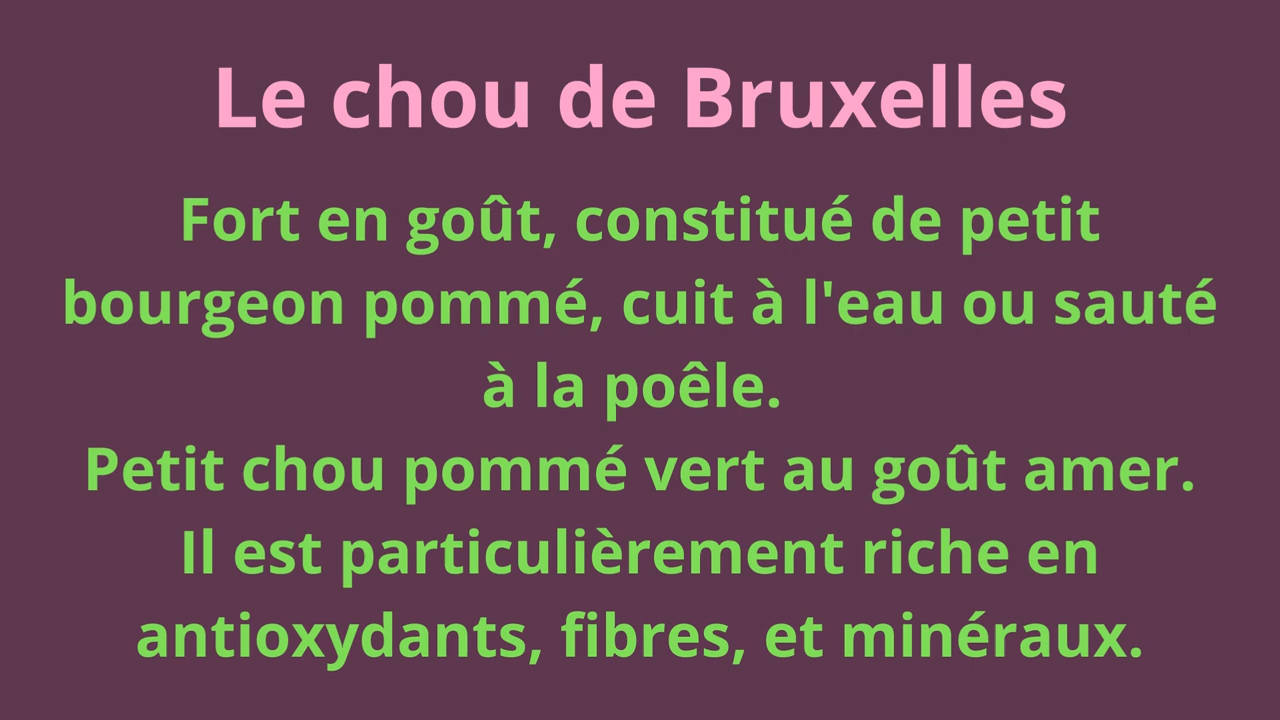 Le chou de Bruxelles
Fort en goût, constitué de petit
bourgeon pommé, cuit à l'eau ou sauté
à la poêle.
Petit chou pommé vert au goût amer.
Il est particulièrement riche en
antioxydants, fibres, et minéraux.